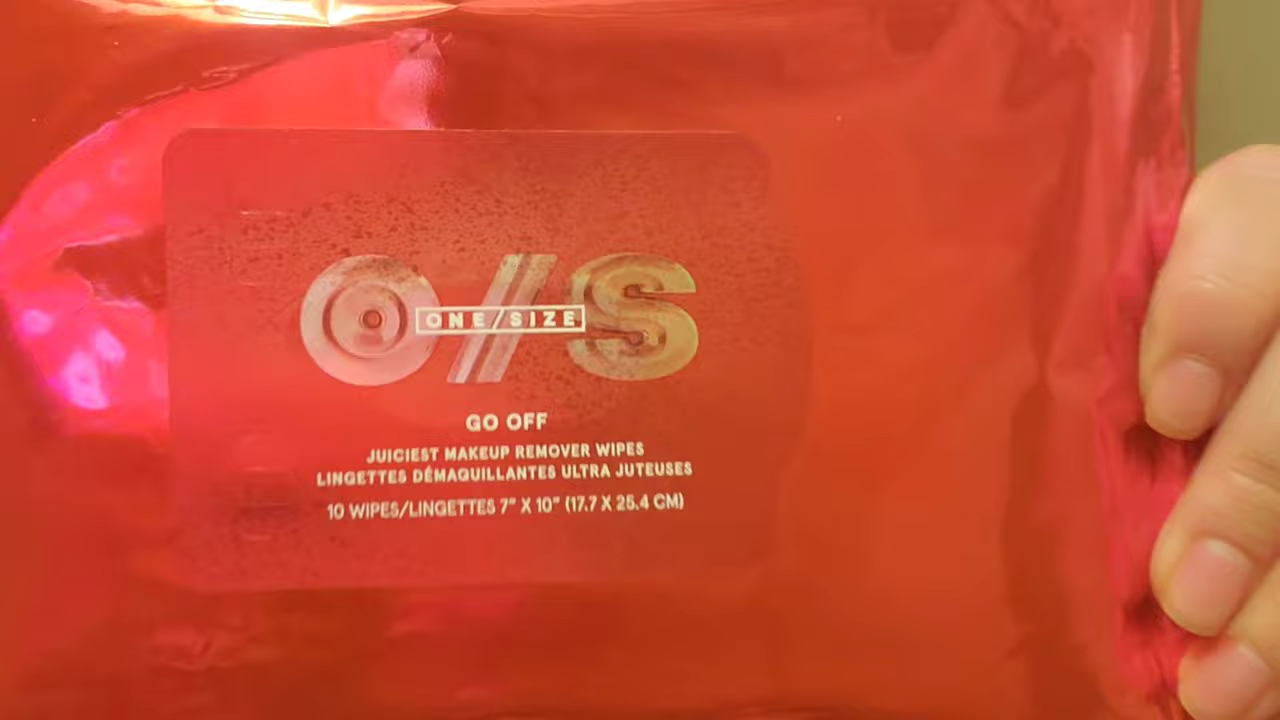 O/S
ONE/SIZE
GO OFF
JUICIEST MAKEUP REMOVER WIPES
LINGETTES DÉMAQUILLANTES ULTRA JUTEUSES
10 WIPES/LINGETTES 7" X 10" (17.7 X 25.4 CM)